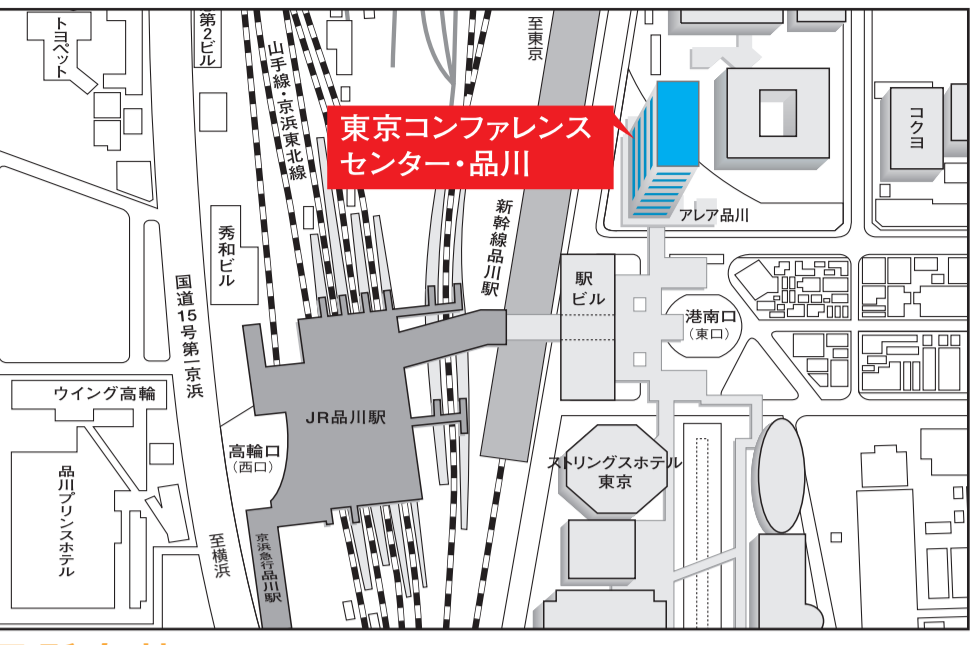 トヨペット
第2ビル
山手線・京浜東北線
至東京
東京コンファレンス
センター・品川
コクヨ
アレア品川
新幹線品川駅
秀和ビル
国道15号第一京浜
駅
ビル
港南口
(東口)
ウイング高輪
JR品川駅
高輪口
(西口)
ストリングスホテル
東京
品川プリンスホテル
至横浜
京浜急行品川駅